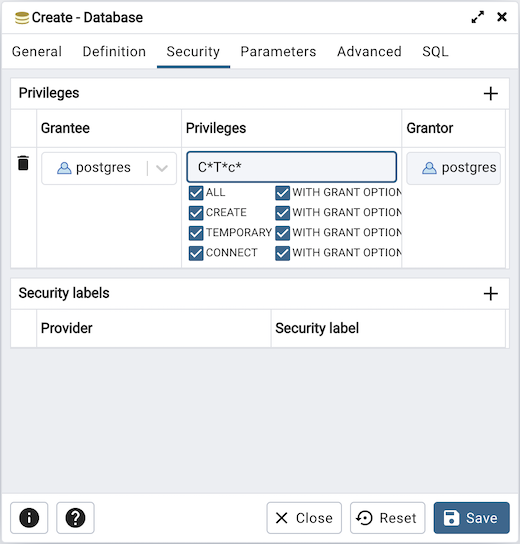 Create - Database
General Definition Security Parameters Advanced SQL
Privileges
Grantee Privileges Grantor
postgres C*T*c* postgres
ALL WITH GRANT OPTION
CREATE WITH GRANT OPTION
TEMPORARY WITH GRANT OPTION
CONNECT WITH GRANT OPTION
Security labels
Provider Security label
Close Reset Save